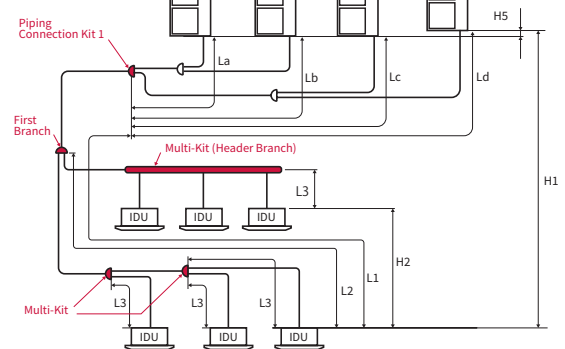 H5
Piping
Connection Kit 1
La
Lb
Lc
Ld
First
Branch
Multi-Kit (Header Branch)
L3
H1
IDU
IDU
IDU
H2
L1
L2
L3
L3
L3
Multi-Kit
IDU
IDU
IDU